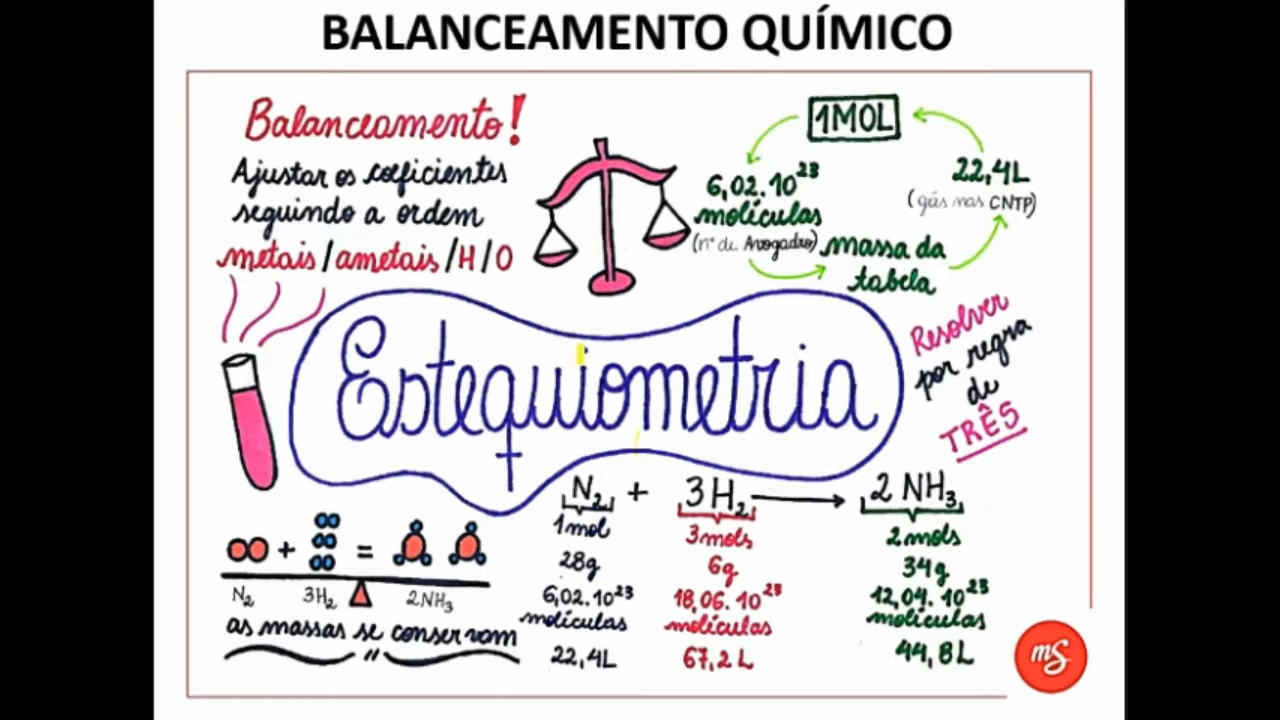 BALANCEAMENTO QUÍMICO
Balanceamento!
Ajustar os coeficientes
seguindo a ordem
metais/ametais/H/O
1MOL
6,02.10²³
moléculas
(nº de Avogadro)
massa da
tabela
22,4L
(gás nas CNTP)
Resolver
por regra
de
TRÊS
Estequiometria
N₂ + 3H₂ → 2NH₃
1mol 3mols 2mols
28g 6g 34g
6,02.10²³ 18,06.10²³ 12,04.10²³
moléculas moléculas moléculas
22,4L 67,2L 44,8L
+ =
N₂ 3H₂ 2NH₃
as massas se conservam
mS